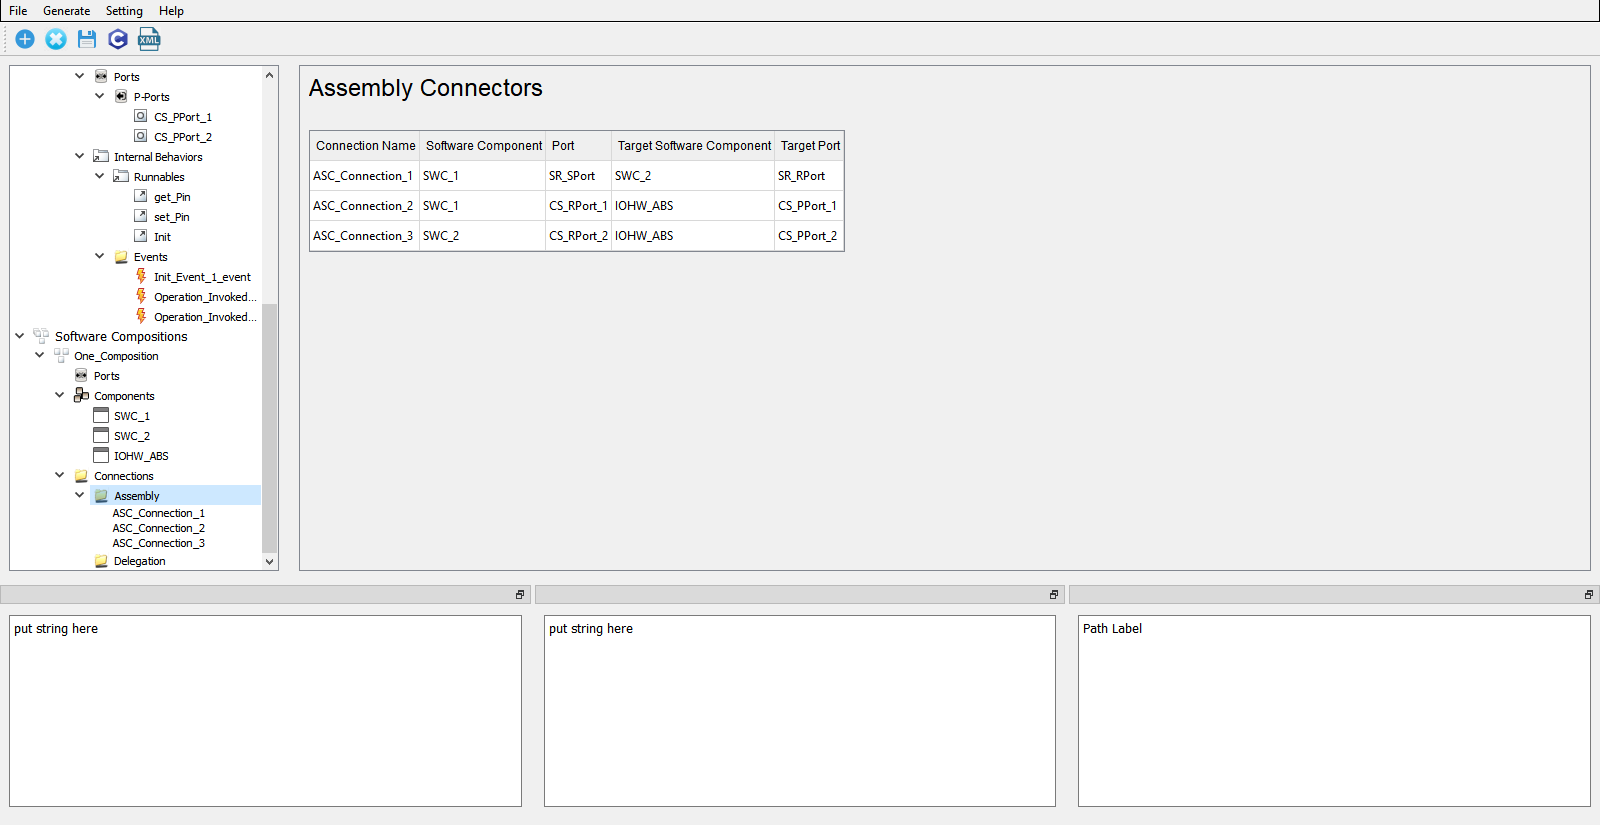 File Generate Setting Help
C XML
Ports
P-Ports
CS_PPort_1
CS_PPort_2
Internal Behaviors
Runnables
get_Pin
set_Pin
Init
Events
Init_Event_1_event
Operation_Invoked...
Operation_Invoked...
Software Compositions
One_Composition
Ports
Components
SWC_1
SWC_2
IOHW_ABS
Connections
Assembly
ASC_Connection_1
ASC_Connection_2
ASC_Connection_3
Delegation
Assembly Connectors
Connection Name Software Component Port Target Software Component Target Port
ASC_Connection_1 SWC_1 SR_SPort SWC_2 SR_RPort
ASC_Connection_2 SWC_1 CS_RPort_1 IOHW_ABS CS_PPort_1
ASC_Connection_3 SWC_2 CS_RPort_2 IOHW_ABS CS_PPort_2
put string here
put string here
Path Label